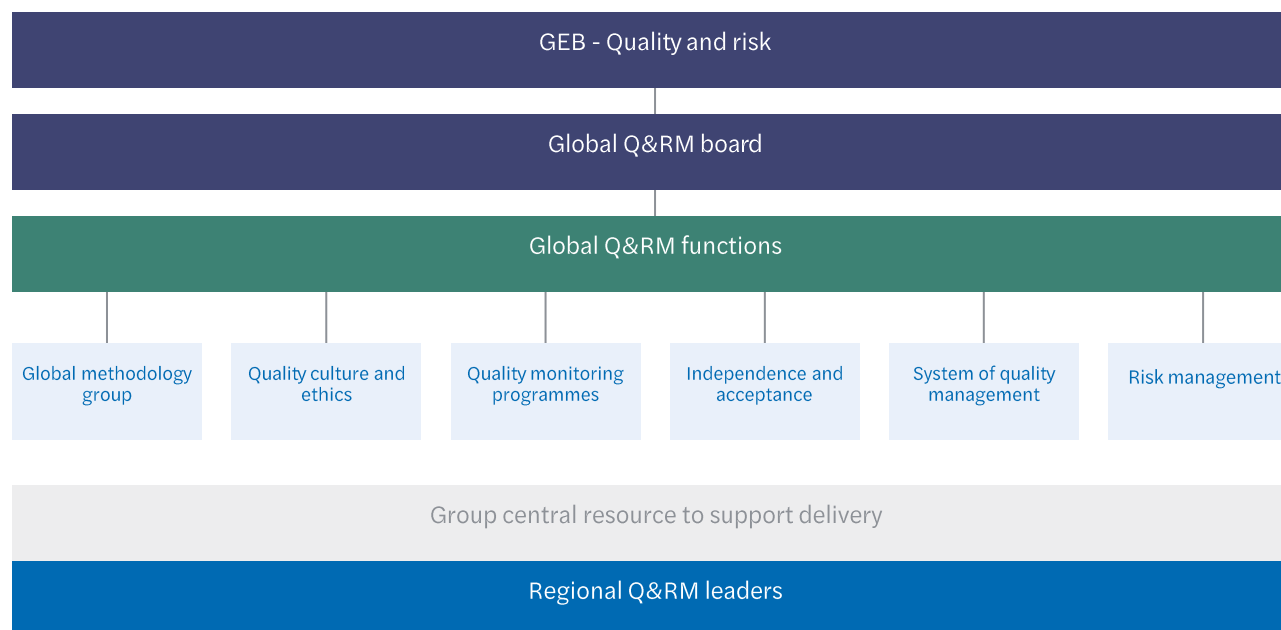 GEB - Quality and risk
Global Q&RM board
Global Q&RM functions
Global methodology
group
Quality culture and
ethics
Quality monitoring
programmes
Independence and
acceptance
System of quality
management
Risk management
Group central resource to support delivery
Regional Q&RM leaders